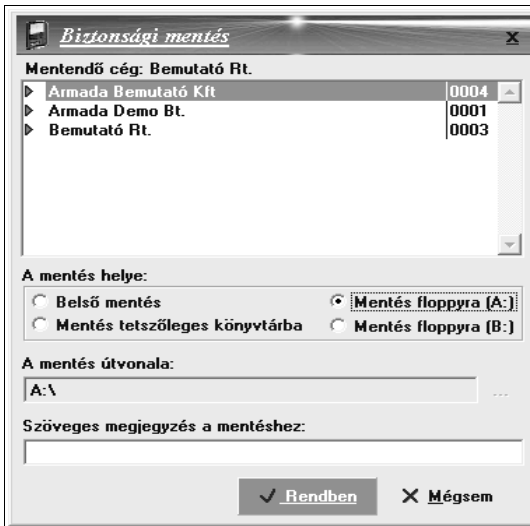 Biztonsági mentés
x
Mentendő cég: Bemutató Rt.
Armada Bemutató Kft 0004
Armada Demo Bt. 0001
Bemutató Rt. 0003
A mentés helye:
Belső mentés Mentés floppyra (A:)
Mentés tetszőleges könyvtárba Mentés floppyra (B:)
A mentés útvonala:
A:\ ...
Szöveges megjegyzés a mentéshez:
Rendben Mégsem